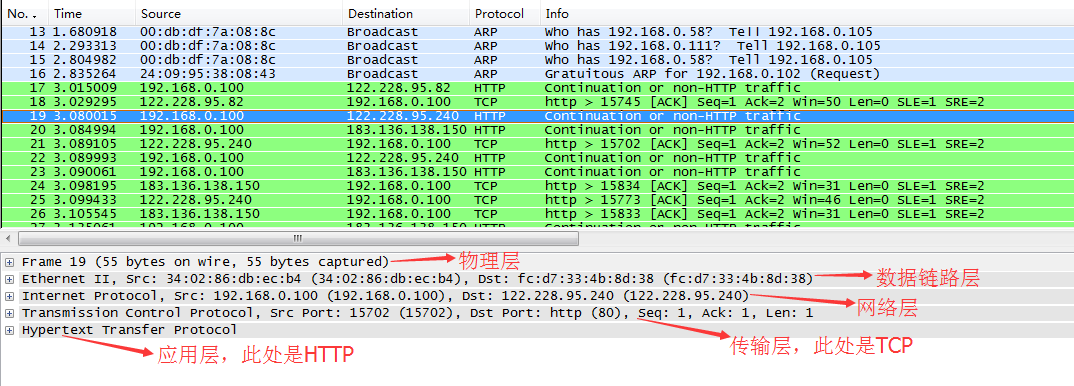 No. . Time Source Destination Protocol Info
13 1.680918 00:db:df:7a:08:8c Broadcast ARP Who has 192.168.0.58? Tell 192.168.0.105
14 2.293313 00:db:df:7a:08:8c Broadcast ARP Who has 192.168.0.111? Tell 192.168.0.105
15 2.804982 00:db:df:7a:08:8c Broadcast ARP Who has 192.168.0.58? Tell 192.168.0.105
16 2.835264 24:09:95:38:08:43 Broadcast ARP Gratuitous ARP for 192.168.0.102 (Request)
17 3.015009 192.168.0.100 122.228.95.82 HTTP Continuation or non-HTTP traffic
18 3.029295 122.228.95.82 192.168.0.100 TCP http > 15745 [ACK] Seq=1 Ack=2 Win=50 Len=0 SLE=1 SRE=2
19 3.080015 192.168.0.100 122.228.95.240 HTTP Continuation or non-HTTP traffic
20 3.084994 192.168.0.100 183.136.138.150 HTTP Continuation or non-HTTP traffic
21 3.089105 122.228.95.240 192.168.0.100 TCP http > 15702 [ACK] Seq=1 Ack=2 Win=52 Len=0 SLE=1 SRE=2
22 3.089993 192.168.0.100 122.228.95.240 HTTP Continuation or non-HTTP traffic
23 3.090061 192.168.0.100 183.136.138.150 HTTP Continuation or non-HTTP traffic
24 3.098195 183.136.138.150 192.168.0.100 TCP http > 15834 [ACK] Seq=1 Ack=2 Win=31 Len=0 SLE=1 SRE=2
25 3.099433 122.228.95.240 192.168.0.100 TCP http > 15773 [ACK] Seq=1 Ack=2 Win=46 Len=0 SLE=1 SRE=2
26 3.105545 183.136.138.150 192.168.0.100 TCP http > 15833 [ACK] Seq=1 Ack=2 Win=31 Len=0 SLE=1 SRE=2
Frame 19 (55 bytes on wire, 55 bytes captured) 物理层
Ethernet II, Src: 34:02:86:db:ec:b4 (34:02:86:db:ec:b4), Dst: fc:d7:33:4b:8d:38 (fc:d7:33:4b:8d:38) 数据链路层
Internet Protocol, Src: 192.168.0.100 (192.168.0.100), Dst: 122.228.95.240 (122.228.95.240) 网络层
Transmission Control Protocol, Src Port: 15702 (15702), Dst Port: http (80), Seq: 1, Ack: 1, Len: 1
Hypertext Transfer Protocol
应用层，此处是HTTP 传输层，此处是TCP